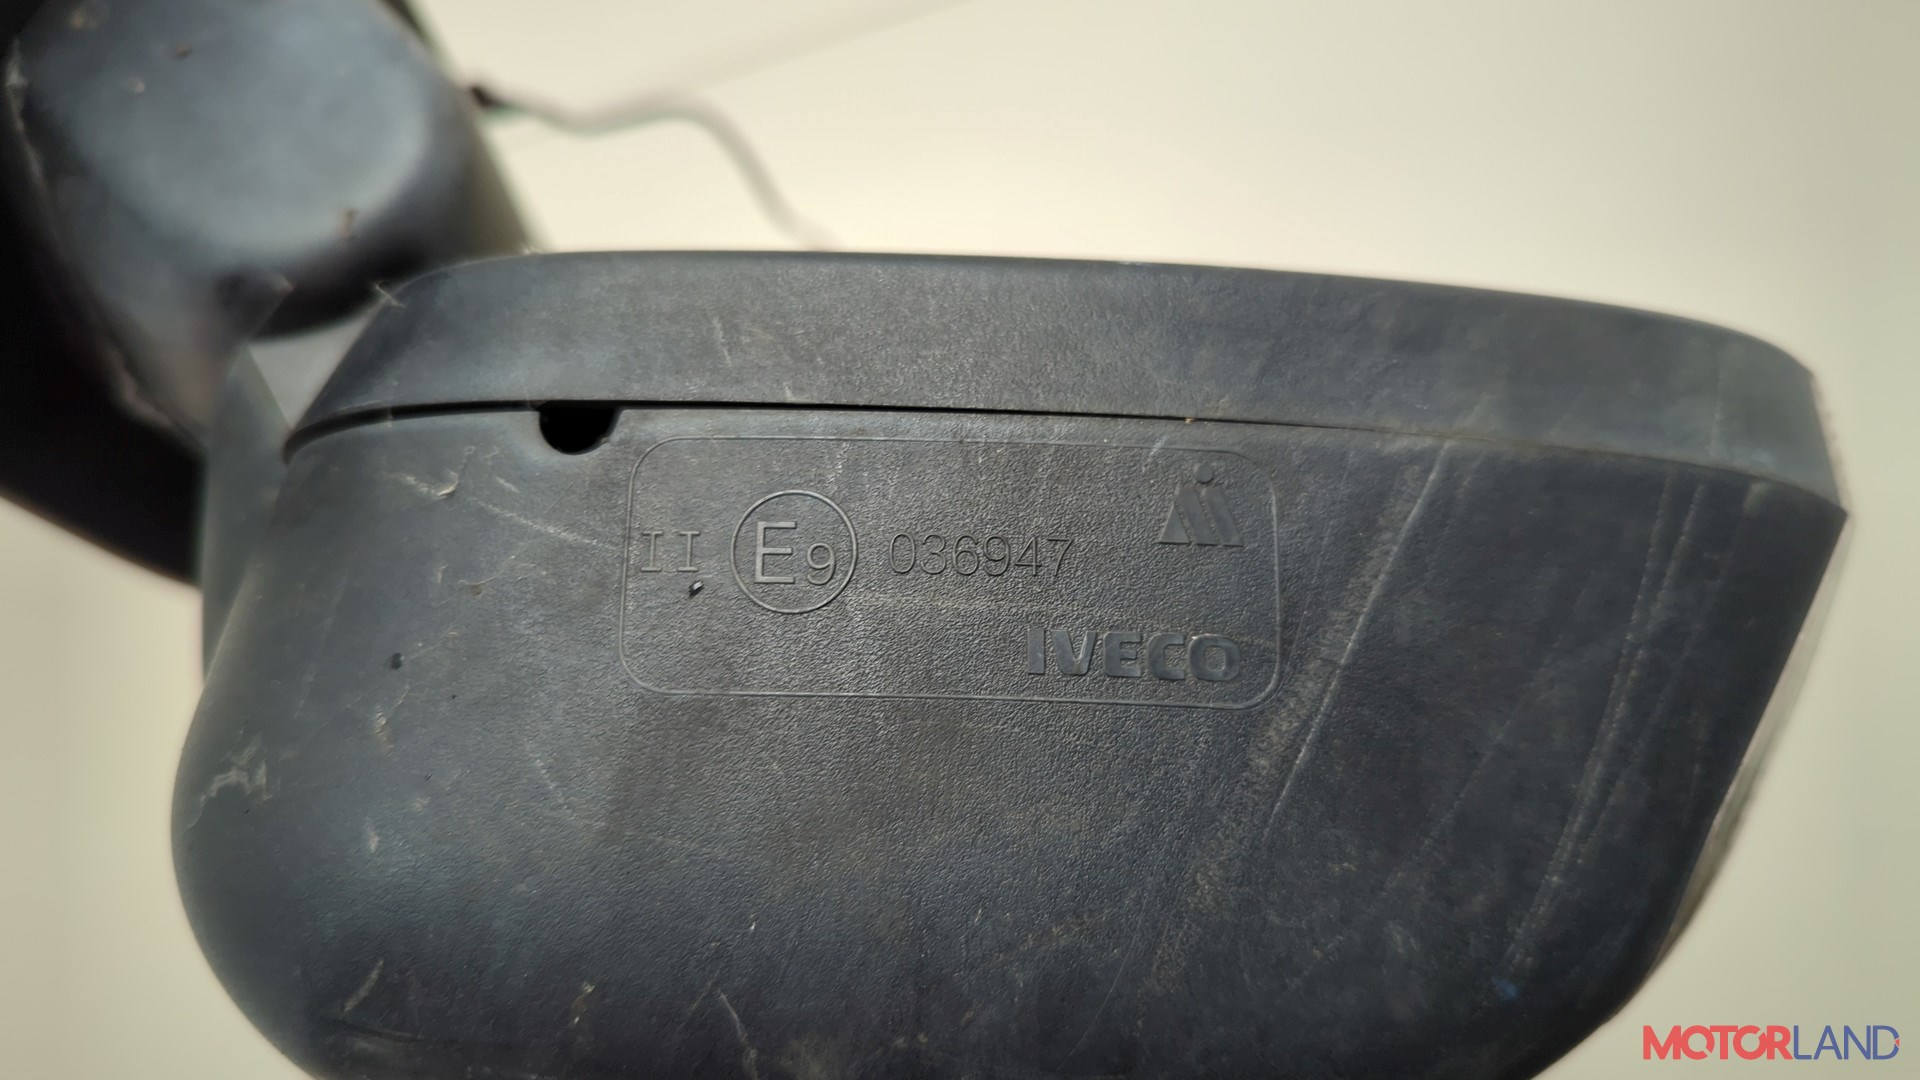 II E9 036947
IVECO
MOTORLAND